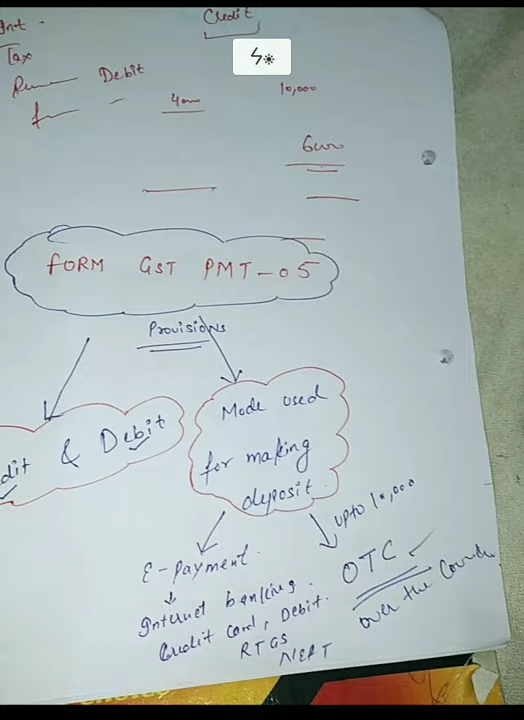 Int.
Credit
Tax
Debit
10,000
4000
6000
FORM GST PMT-05
Provisions
dit & Debit
Mode used
for making
deposit.
upto 10,000
E-payment.
OTC
over the Counter
Internet banking.
Credit Card, Debit.
RTGS
NEFT